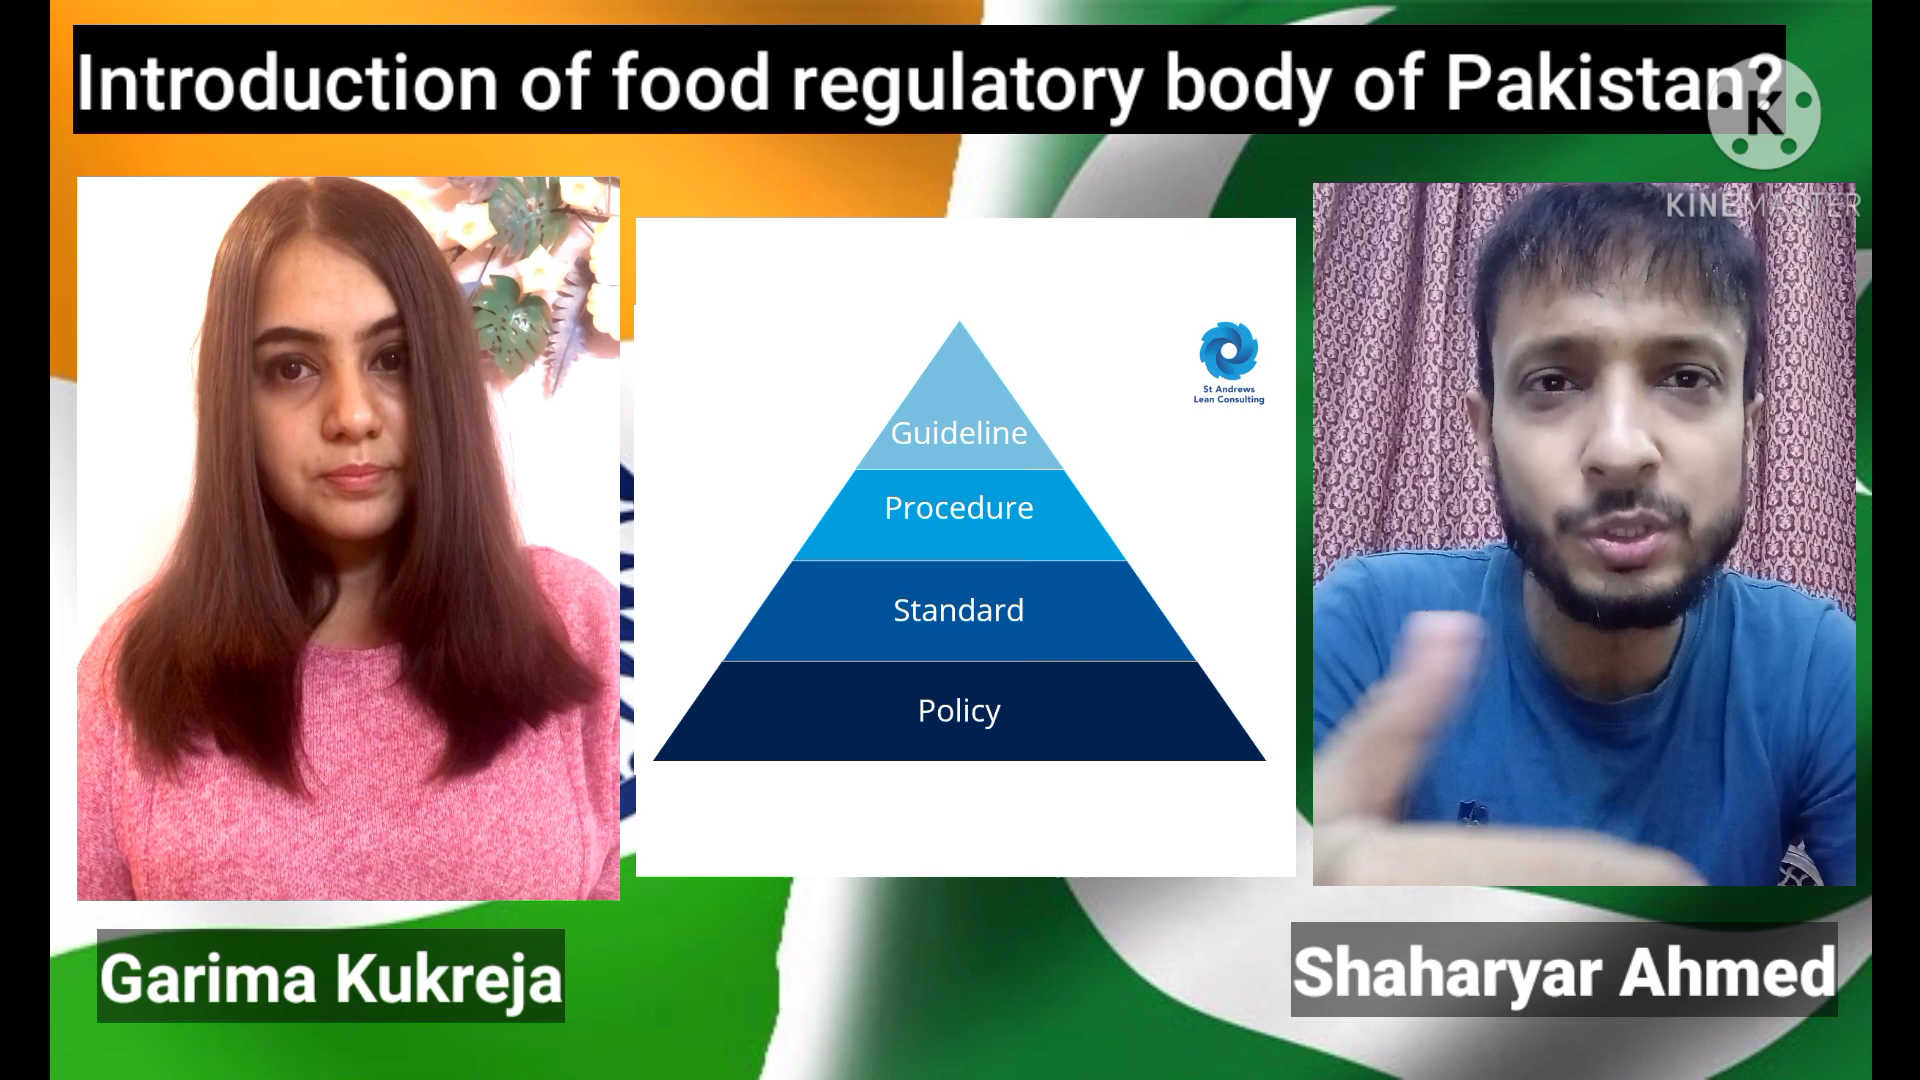 Introduction of food regulatory body of Pakistan?
K
KINEMASTER
St Andrews
Lean Consulting
Guideline
Procedure
Standard
Policy
Garima Kukreja
Shaharyar Ahmed